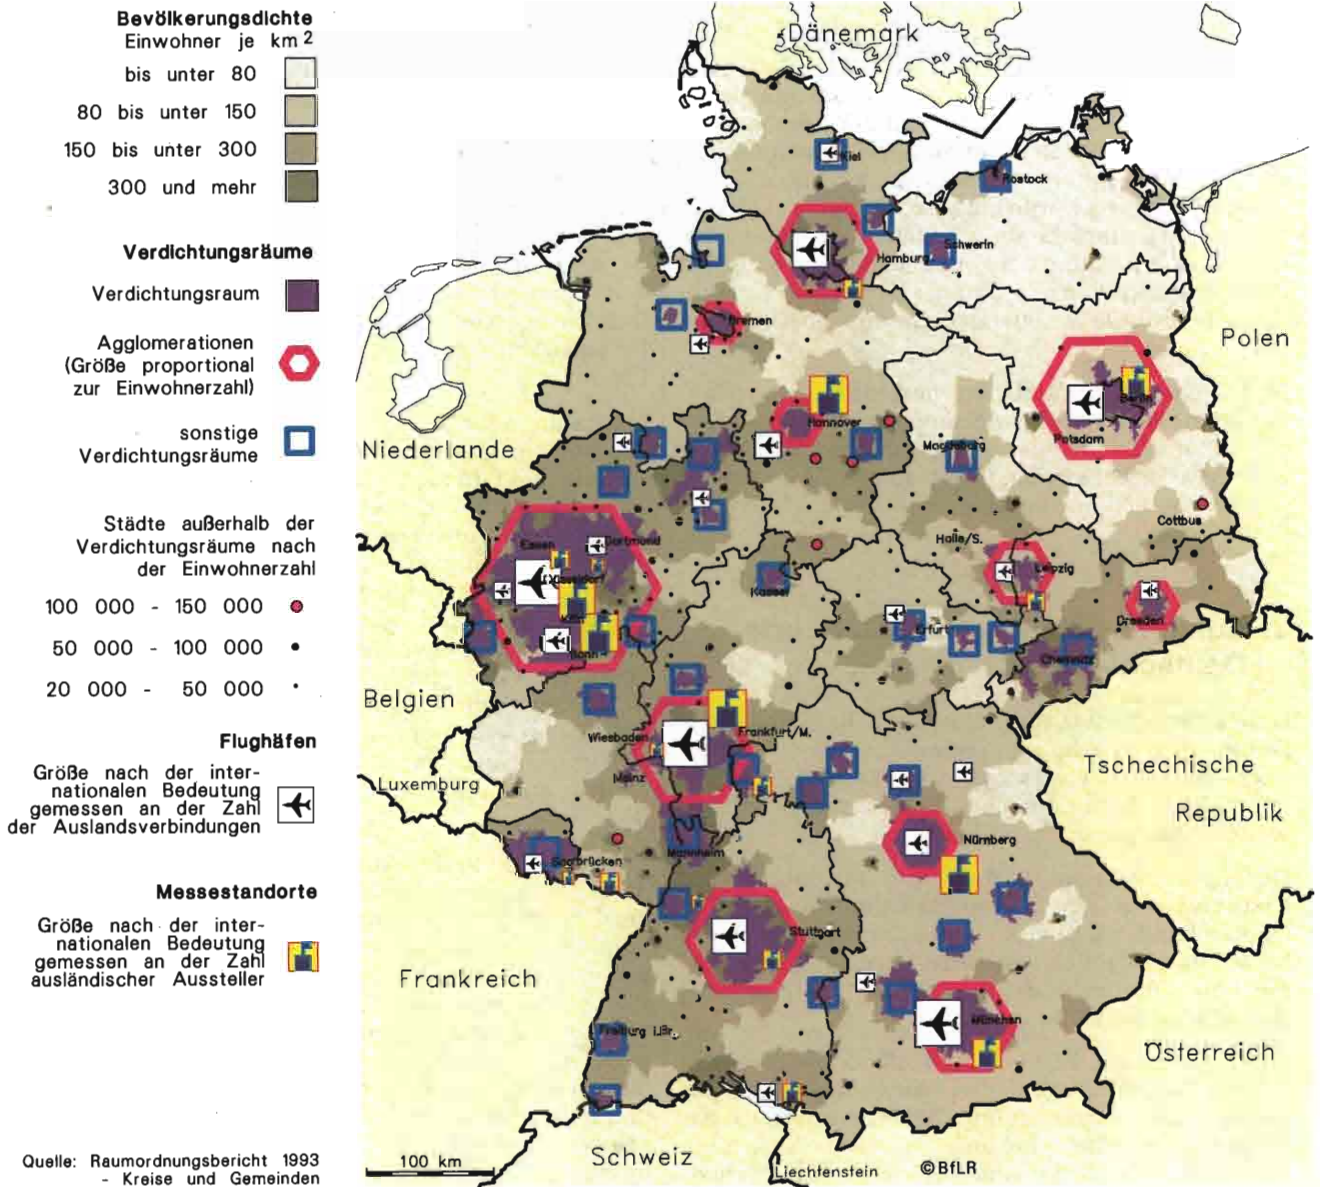 Bevölkerungsdichte
Einwohner je km2
bis unter 80
80 bis unter 150
150 bis unter 300
300 und mehr
Verdichtungsräume
Verdichtungsraum
Agglomerationen
(Größe proportional
zur Einwohnerzahl)
sonstige
Verdichtungsräume
Städte außerhalb der
Verdichtungsräume nach
der Einwohnerzahl
100 000 - 150 000
50 000 - 100 000
20 000 - 50 000
Flughäfen
Größe nach der inter-
nationalen Bedeutung
gemessen an der Zahl
der Auslandsverbindungen
Messestandorte
Größe nach der inter-
nationalen Bedeutung
gemessen an der Zahl
ausländischer Aussteller
Quelle: Raumordnungsbericht 1993
- Kreise und Gemeinden
Dänemark
Kiel
Rostock
Schwerin
Hamburg
Bremen
Polen
Berlin
Potsdam
Hannover
Magdeburg
Niederlande
Cottbus
Halle/S.
Leipzig
Essen
Dortmund
Düsseldorf
Köln
Bonn
Kassel
Erfurt
Dresden
Chemnitz
Belgien
Wiesbaden
Frankfurt/M.
Mainz
Luxemburg
Tschechische
Republik
Nürnberg
Mannheim
Saarbrücken
Stuttgart
Frankreich
München
Freiburg i.Br.
Österreich
Schweiz
Liechtenstein
©BfLR
100 km